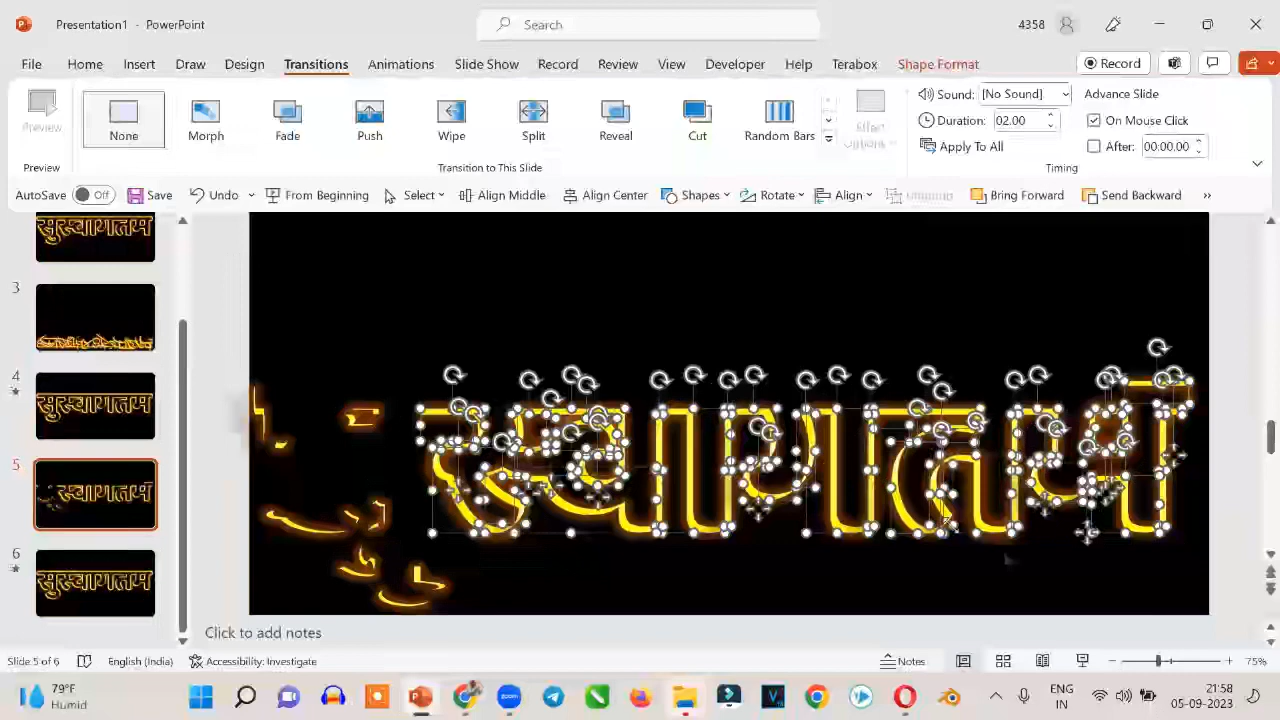 Presentation1 - PowerPoint
Search
4358
File Home Insert Draw Design Transitions Animations Slide Show Record Review View Developer Help Terabox Shape Format
Record
Preview
None
Morph
Fade
Push
Wipe
Split
Reveal
Cut
Random Bars
Effect
Options
Sound: [No Sound]
Duration: 02.00
Apply To All
Advance Slide
On Mouse Click
After: 00:00.00
Preview
Transition to This Slide
Timing
AutoSave Off Save Undo From Beginning Select Align Middle Align Center Shapes Rotate Align Ungroup Bring Forward Send Backward
सुस्वागतम
3
4
सुस्वागतम
5
स्वागतम
6
सुस्वागतम
स्वागतम
Click to add notes
Slide 5 of 6 English (India) Accessibility: Investigate Notes 75%
79°F
Humid
zoom
ENG
IN
21:58
05-09-2023